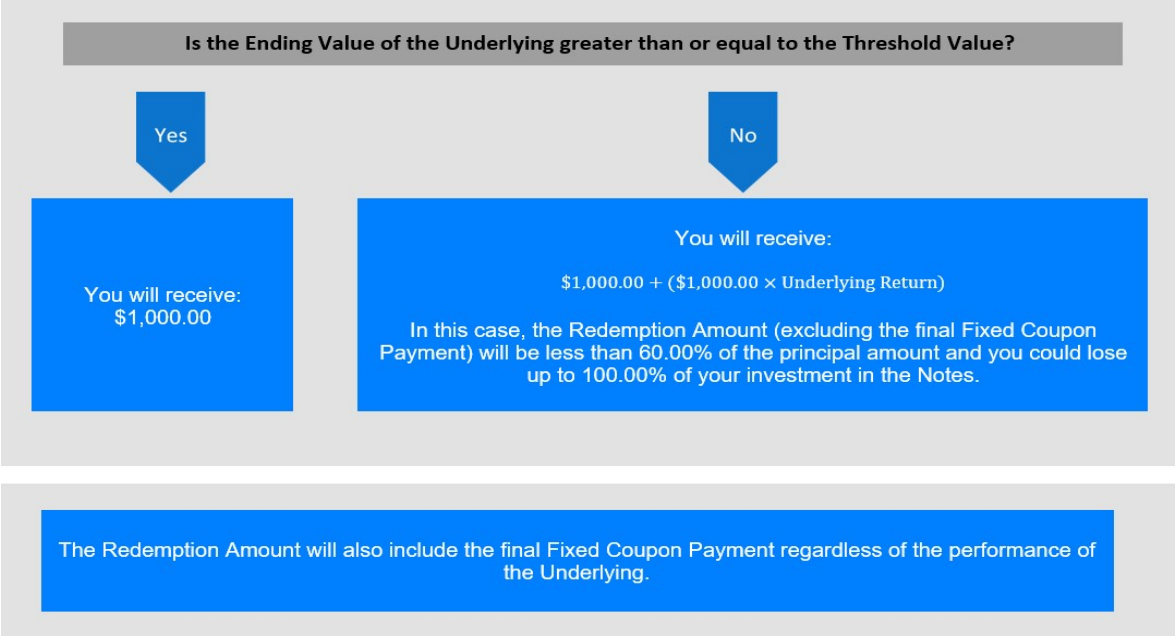 Is the Ending Value of the Underlying greater than or equal to the Threshold Value?
Yes
No
You will receive:
$1,000.00
You will receive:
$1,000.00 + ($1,000.00 × Underlying Return)
In this case, the Redemption Amount (excluding the final Fixed Coupon
Payment) will be less than 60.00% of the principal amount and you could lose
up to 100.00% of your investment in the Notes.
The Redemption Amount will also include the final Fixed Coupon Payment regardless of the performance of
the Underlying.